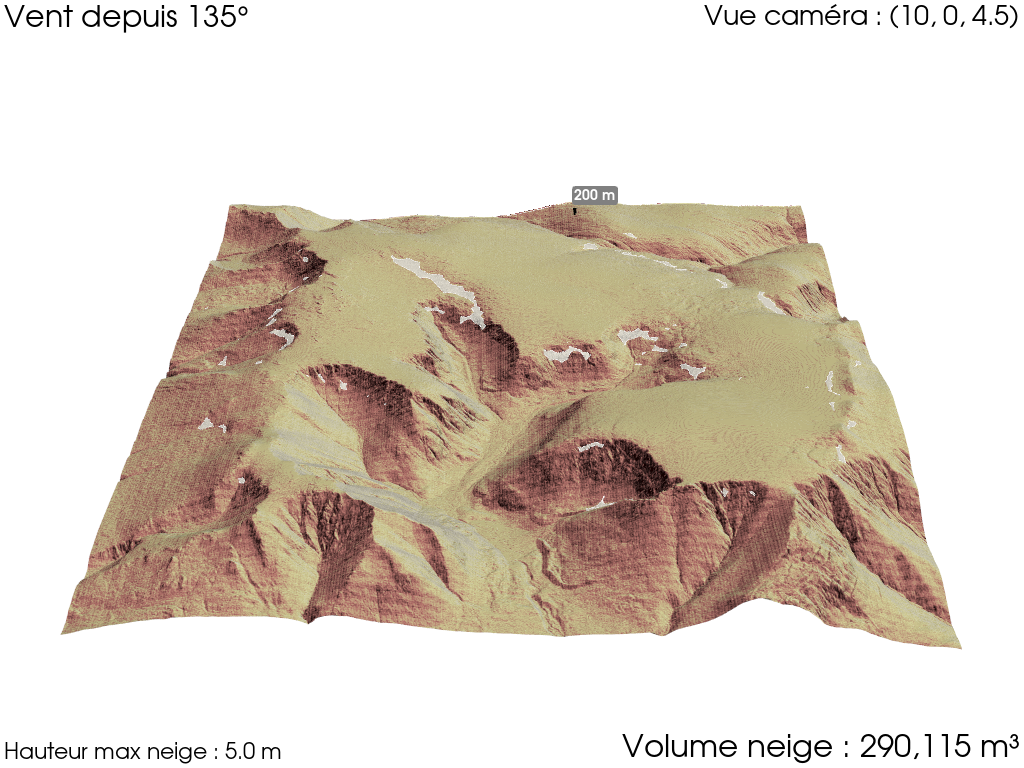 Vent depuis 135°
Vue caméra : (10, 0, 4.5)
200 m
Hauteur max neige : 5.0 m
Volume neige : 290,115 m³